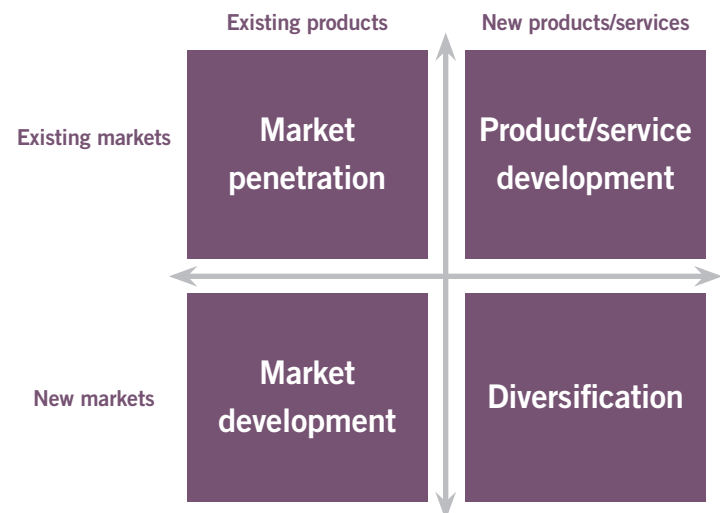 Existing products
New products/services
Existing markets
Market
penetration
Product/service
development
New markets
Market
development
Diversification